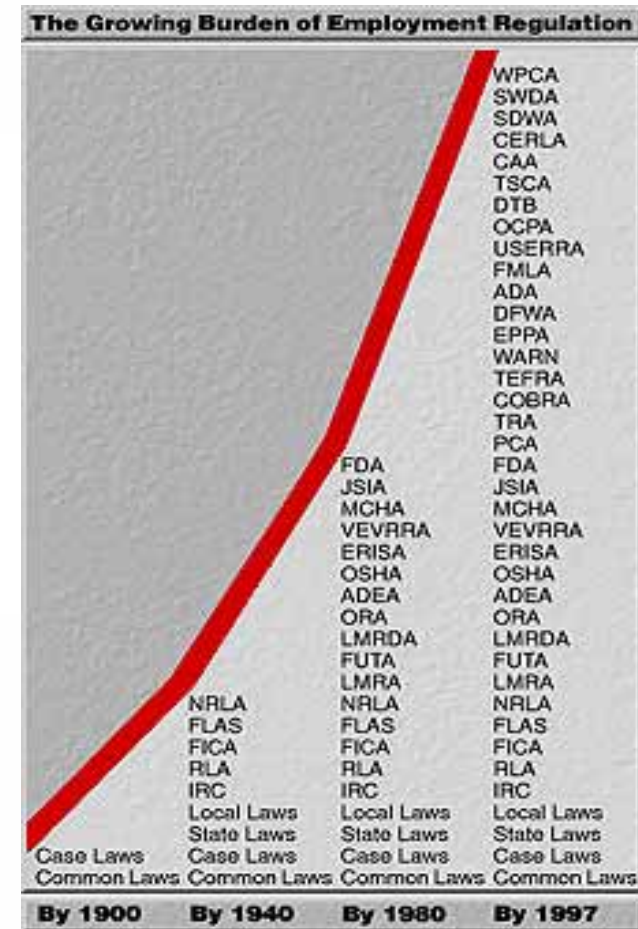 The Growing Burden of Employment Regulation
WPCA
SWDA
SDWA
CERLA
CAA
TSCA
DTB
OCPA
USERRA
FMLA
ADA
DFWA
EPPA
WARN
TEFRA
COBRA
TRA
PCA
FDA FDA
JSIA JSIA
MCHA MCHA
VEVRRA VEVRRA
ERISA ERISA
OSHA OSHA
ADEA ADEA
ORA ORA
LMRDA LMRDA
FUTA FUTA
LMRA LMRA
NRLA NRLA NRLA
FLAS FLAS FLAS
FICA FICA FICA
RLA RLA RLA
IRC IRC IRC
Local Laws Local Laws Local Laws
State Laws State Laws State Laws
Case Laws Case Laws Case Laws Case Laws
Common Laws Common Laws Common Laws Common Laws
By 1900 By 1940 By 1980 By 1997